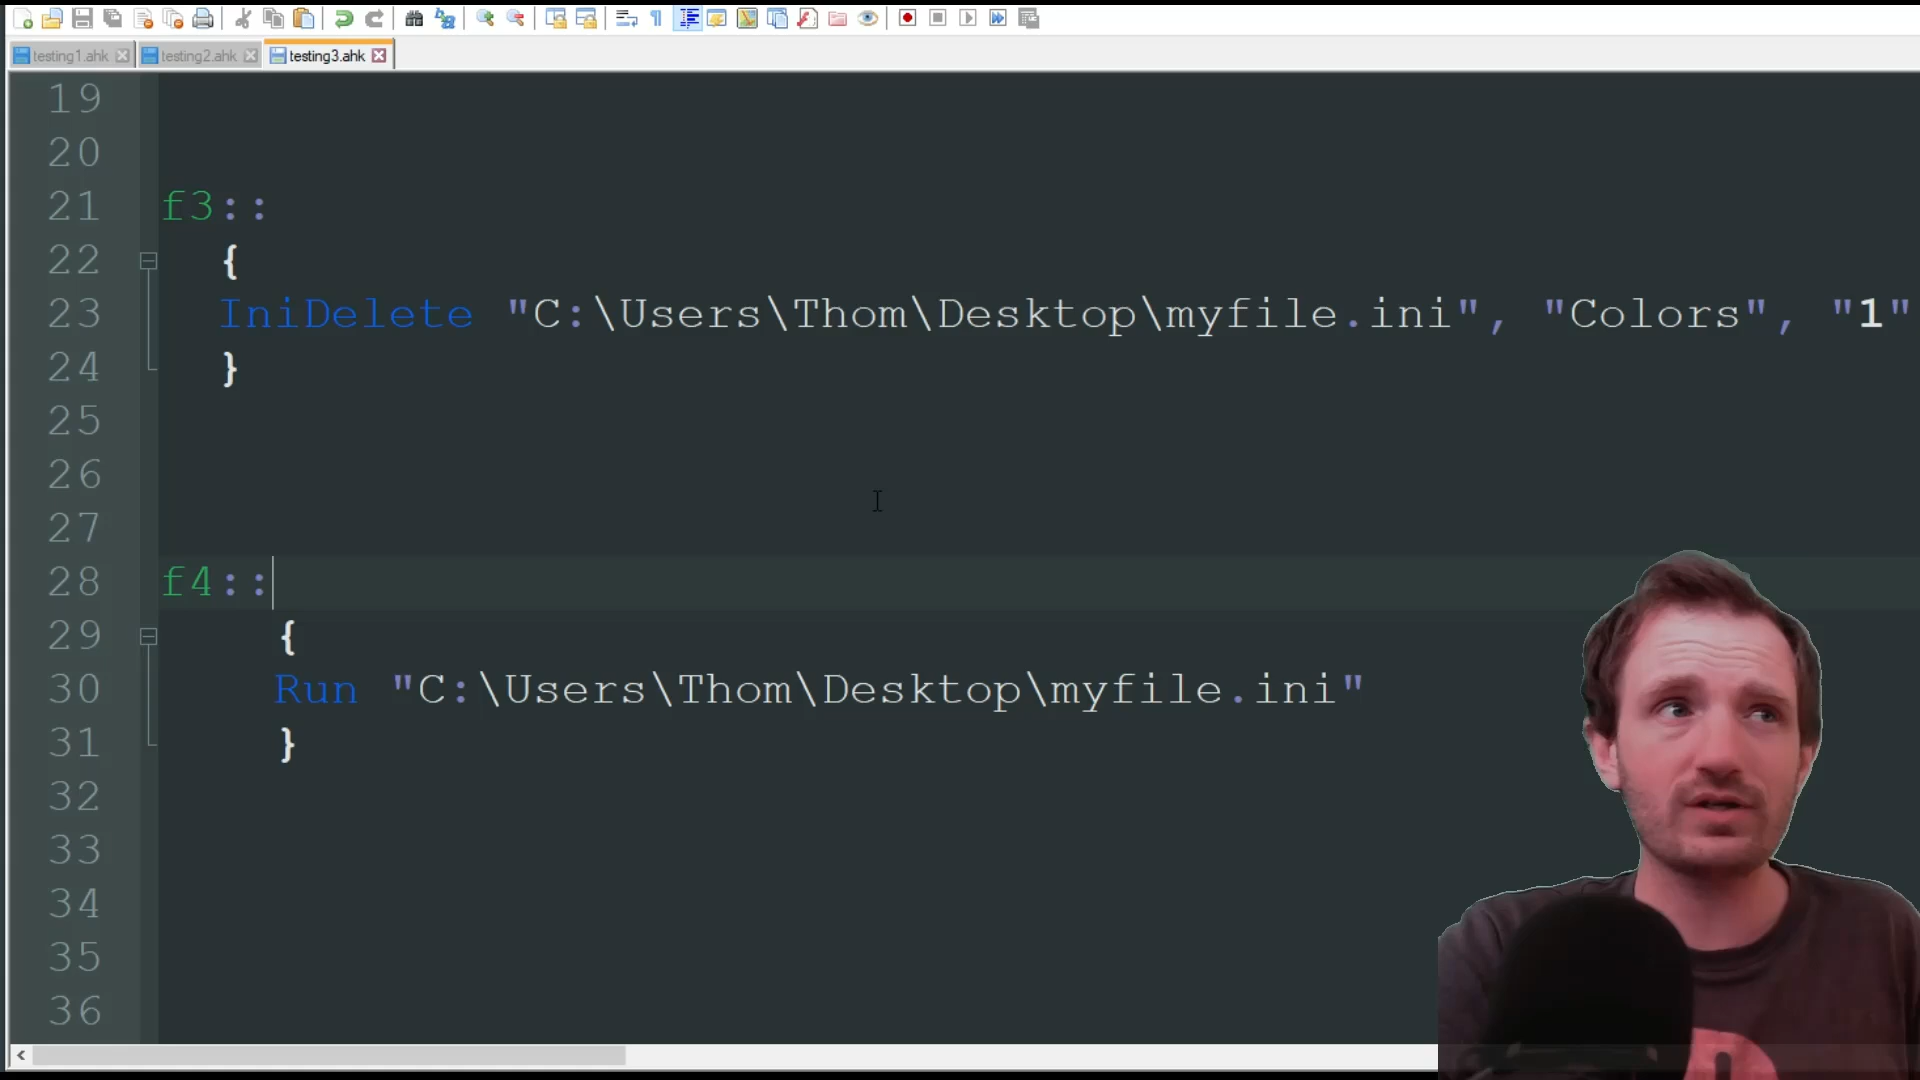 testing1.ahk testing2.ahk testing3.ahk
19
20
21 f3::
22 {
23 IniDelete "C:\Users\Thom\Desktop\myfile.ini", "Colors", "1"
24 }
25
26
27
28 f4::
29 {
30 Run "C:\Users\Thom\Desktop\myfile.ini"
31 }
32
33
34
35
36